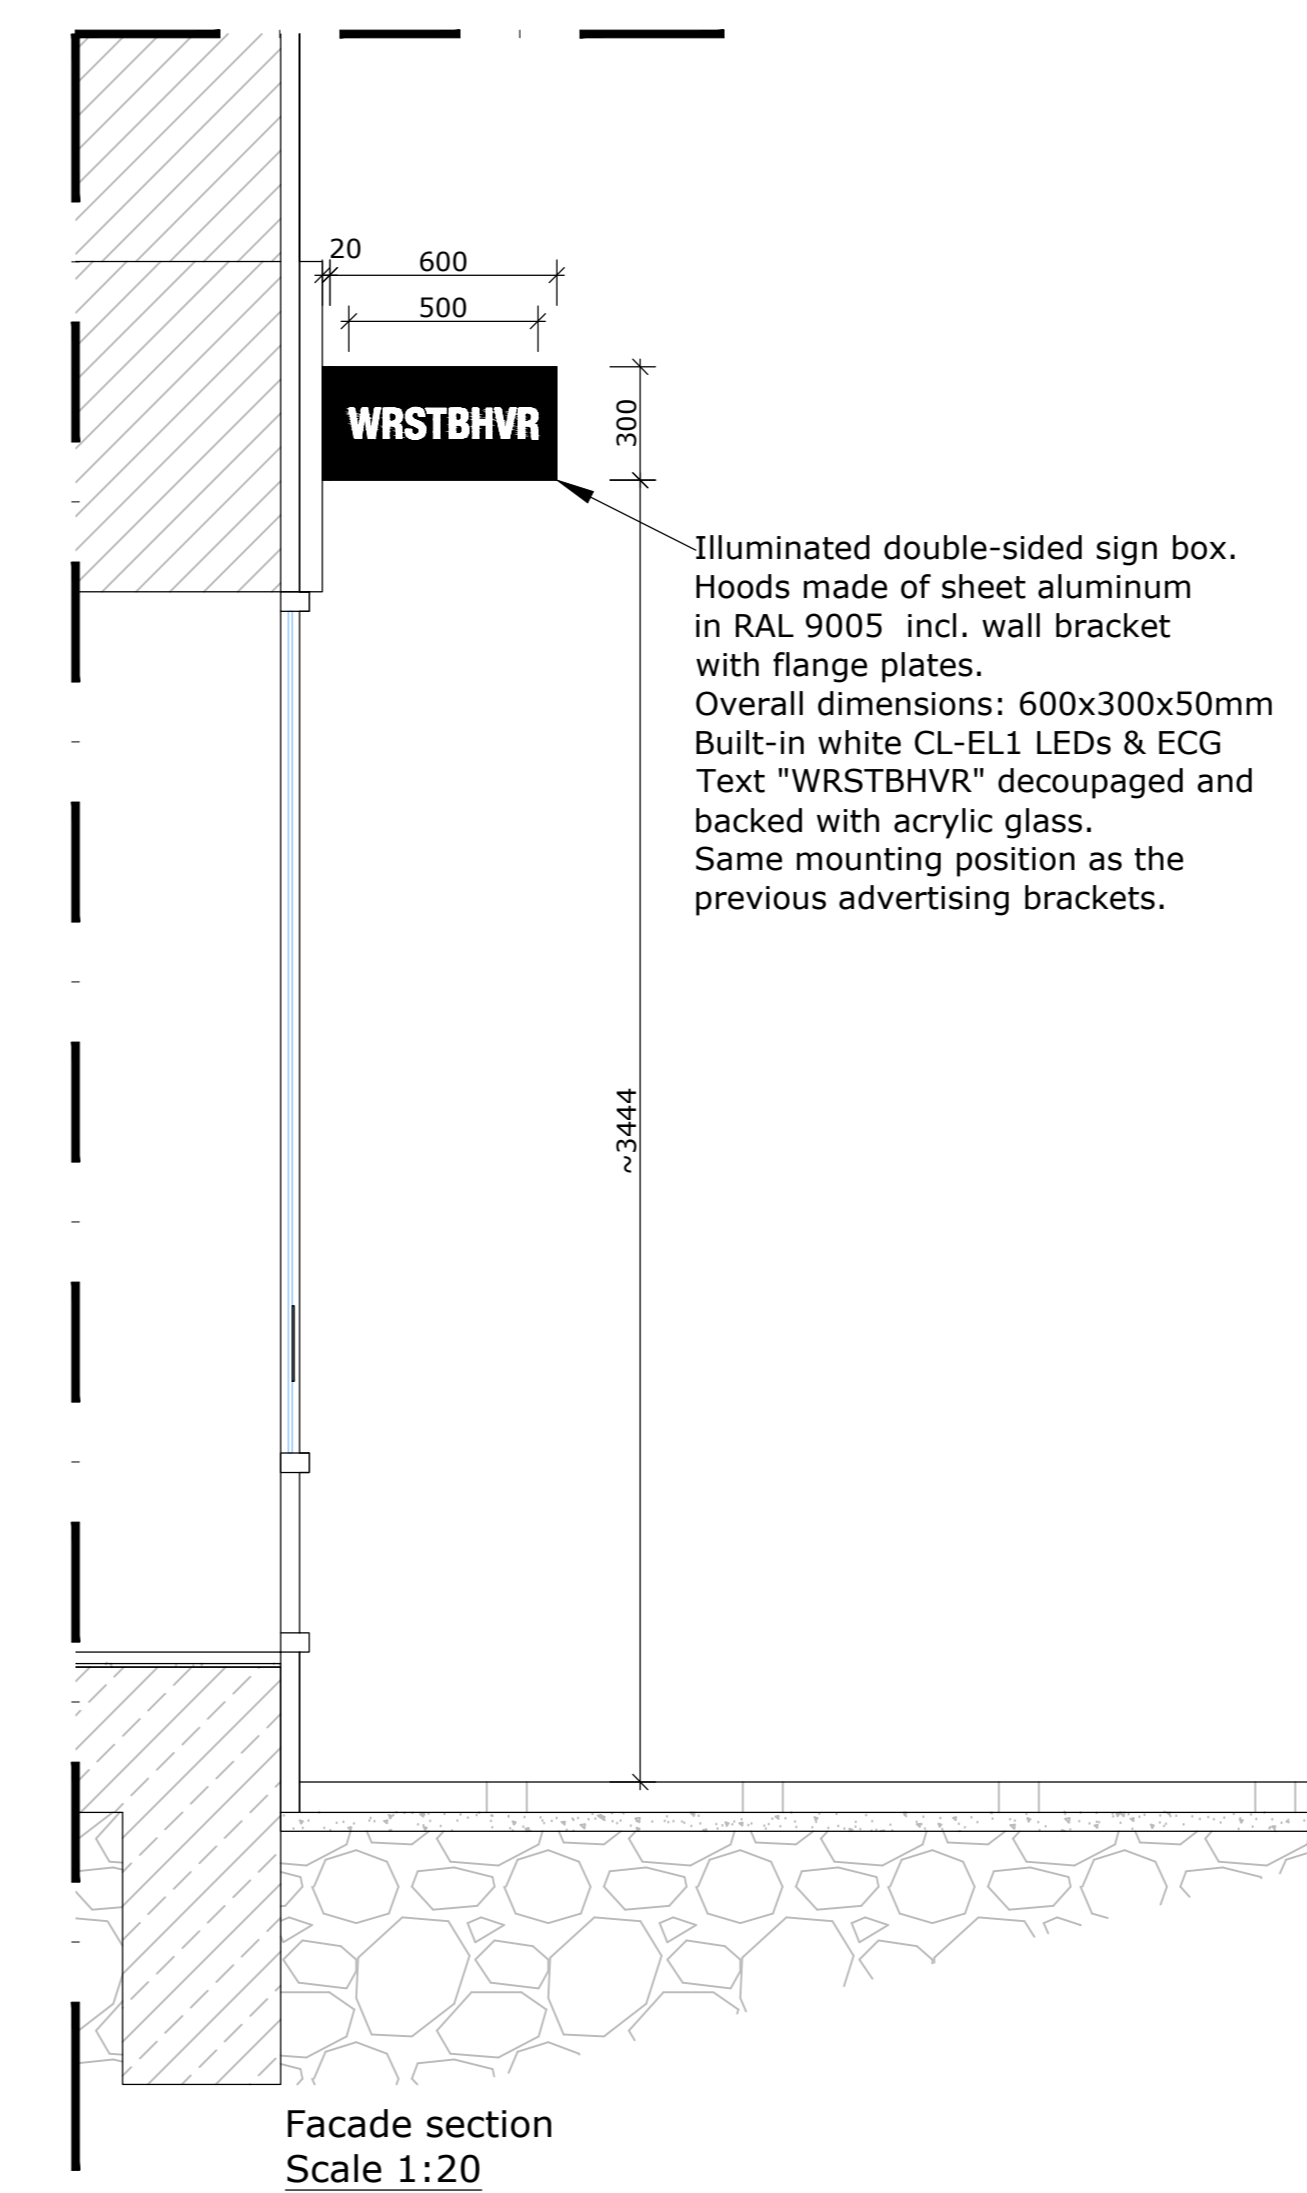 20
600
500
WRSTBHVR
300
Illuminated double-sided sign box.
Hoods made of sheet aluminum
in RAL 9005  incl. wall bracket
with flange plates.
Overall dimensions: 600x300x50mm
Built-in white CL-EL1 LEDs & ECG
Text "WRSTBHVR" decoupaged and
backed with acrylic glass.
Same mounting position as the
previous advertising brackets.
~3444
Facade section
Scale 1:20